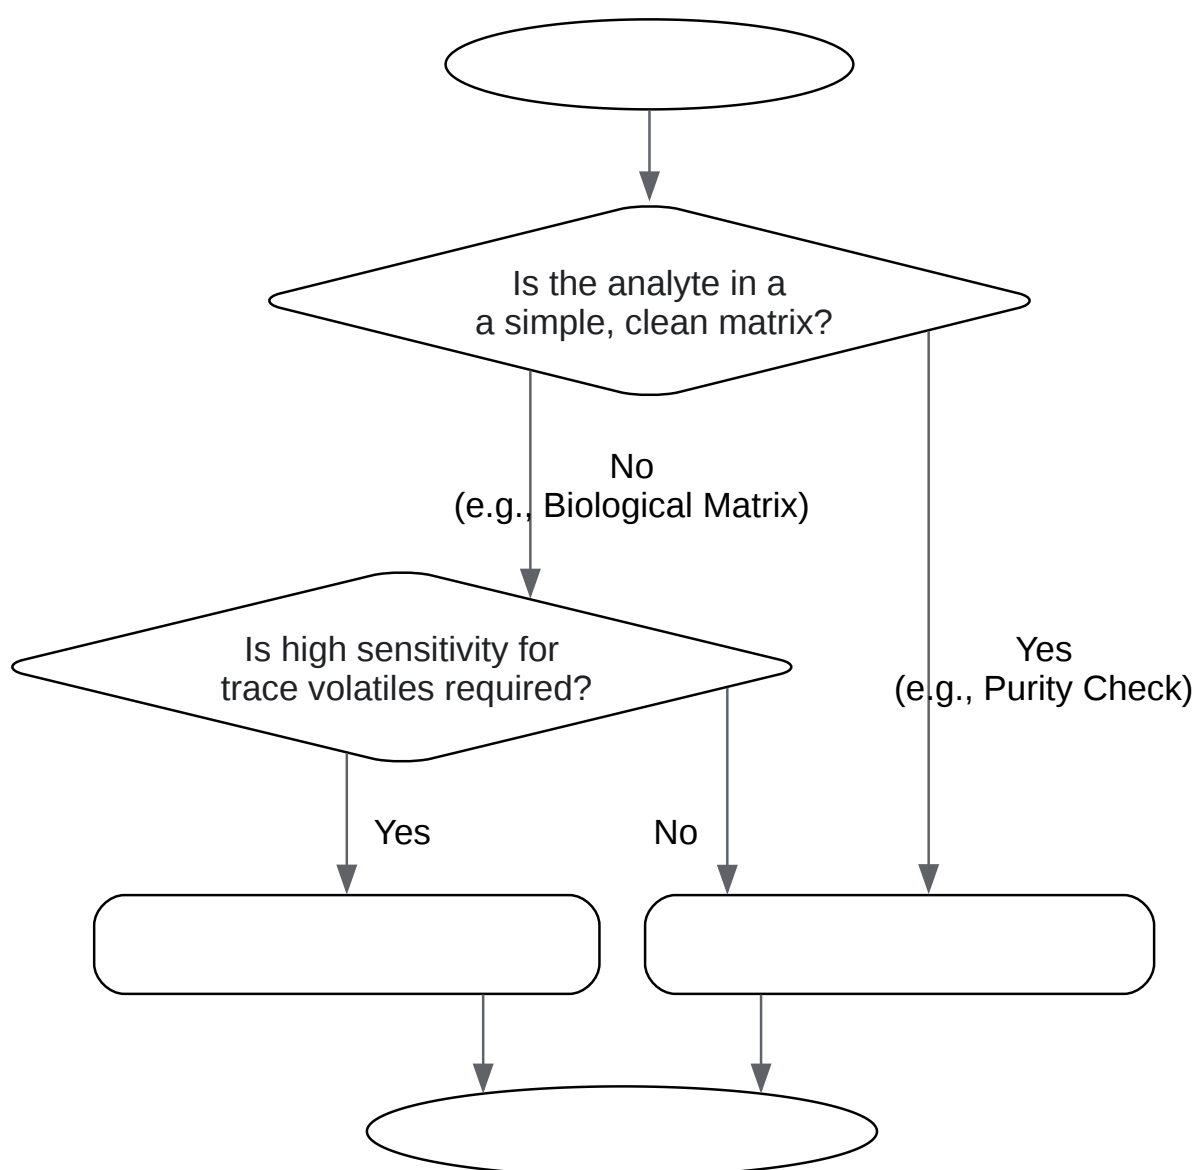 Is the analyte in a
a simple, clean matrix?
No
(e.g., Biological Matrix)
Is high sensitivity for
trace volatiles required?
Yes
(e.g., Purity Check)
Yes
No